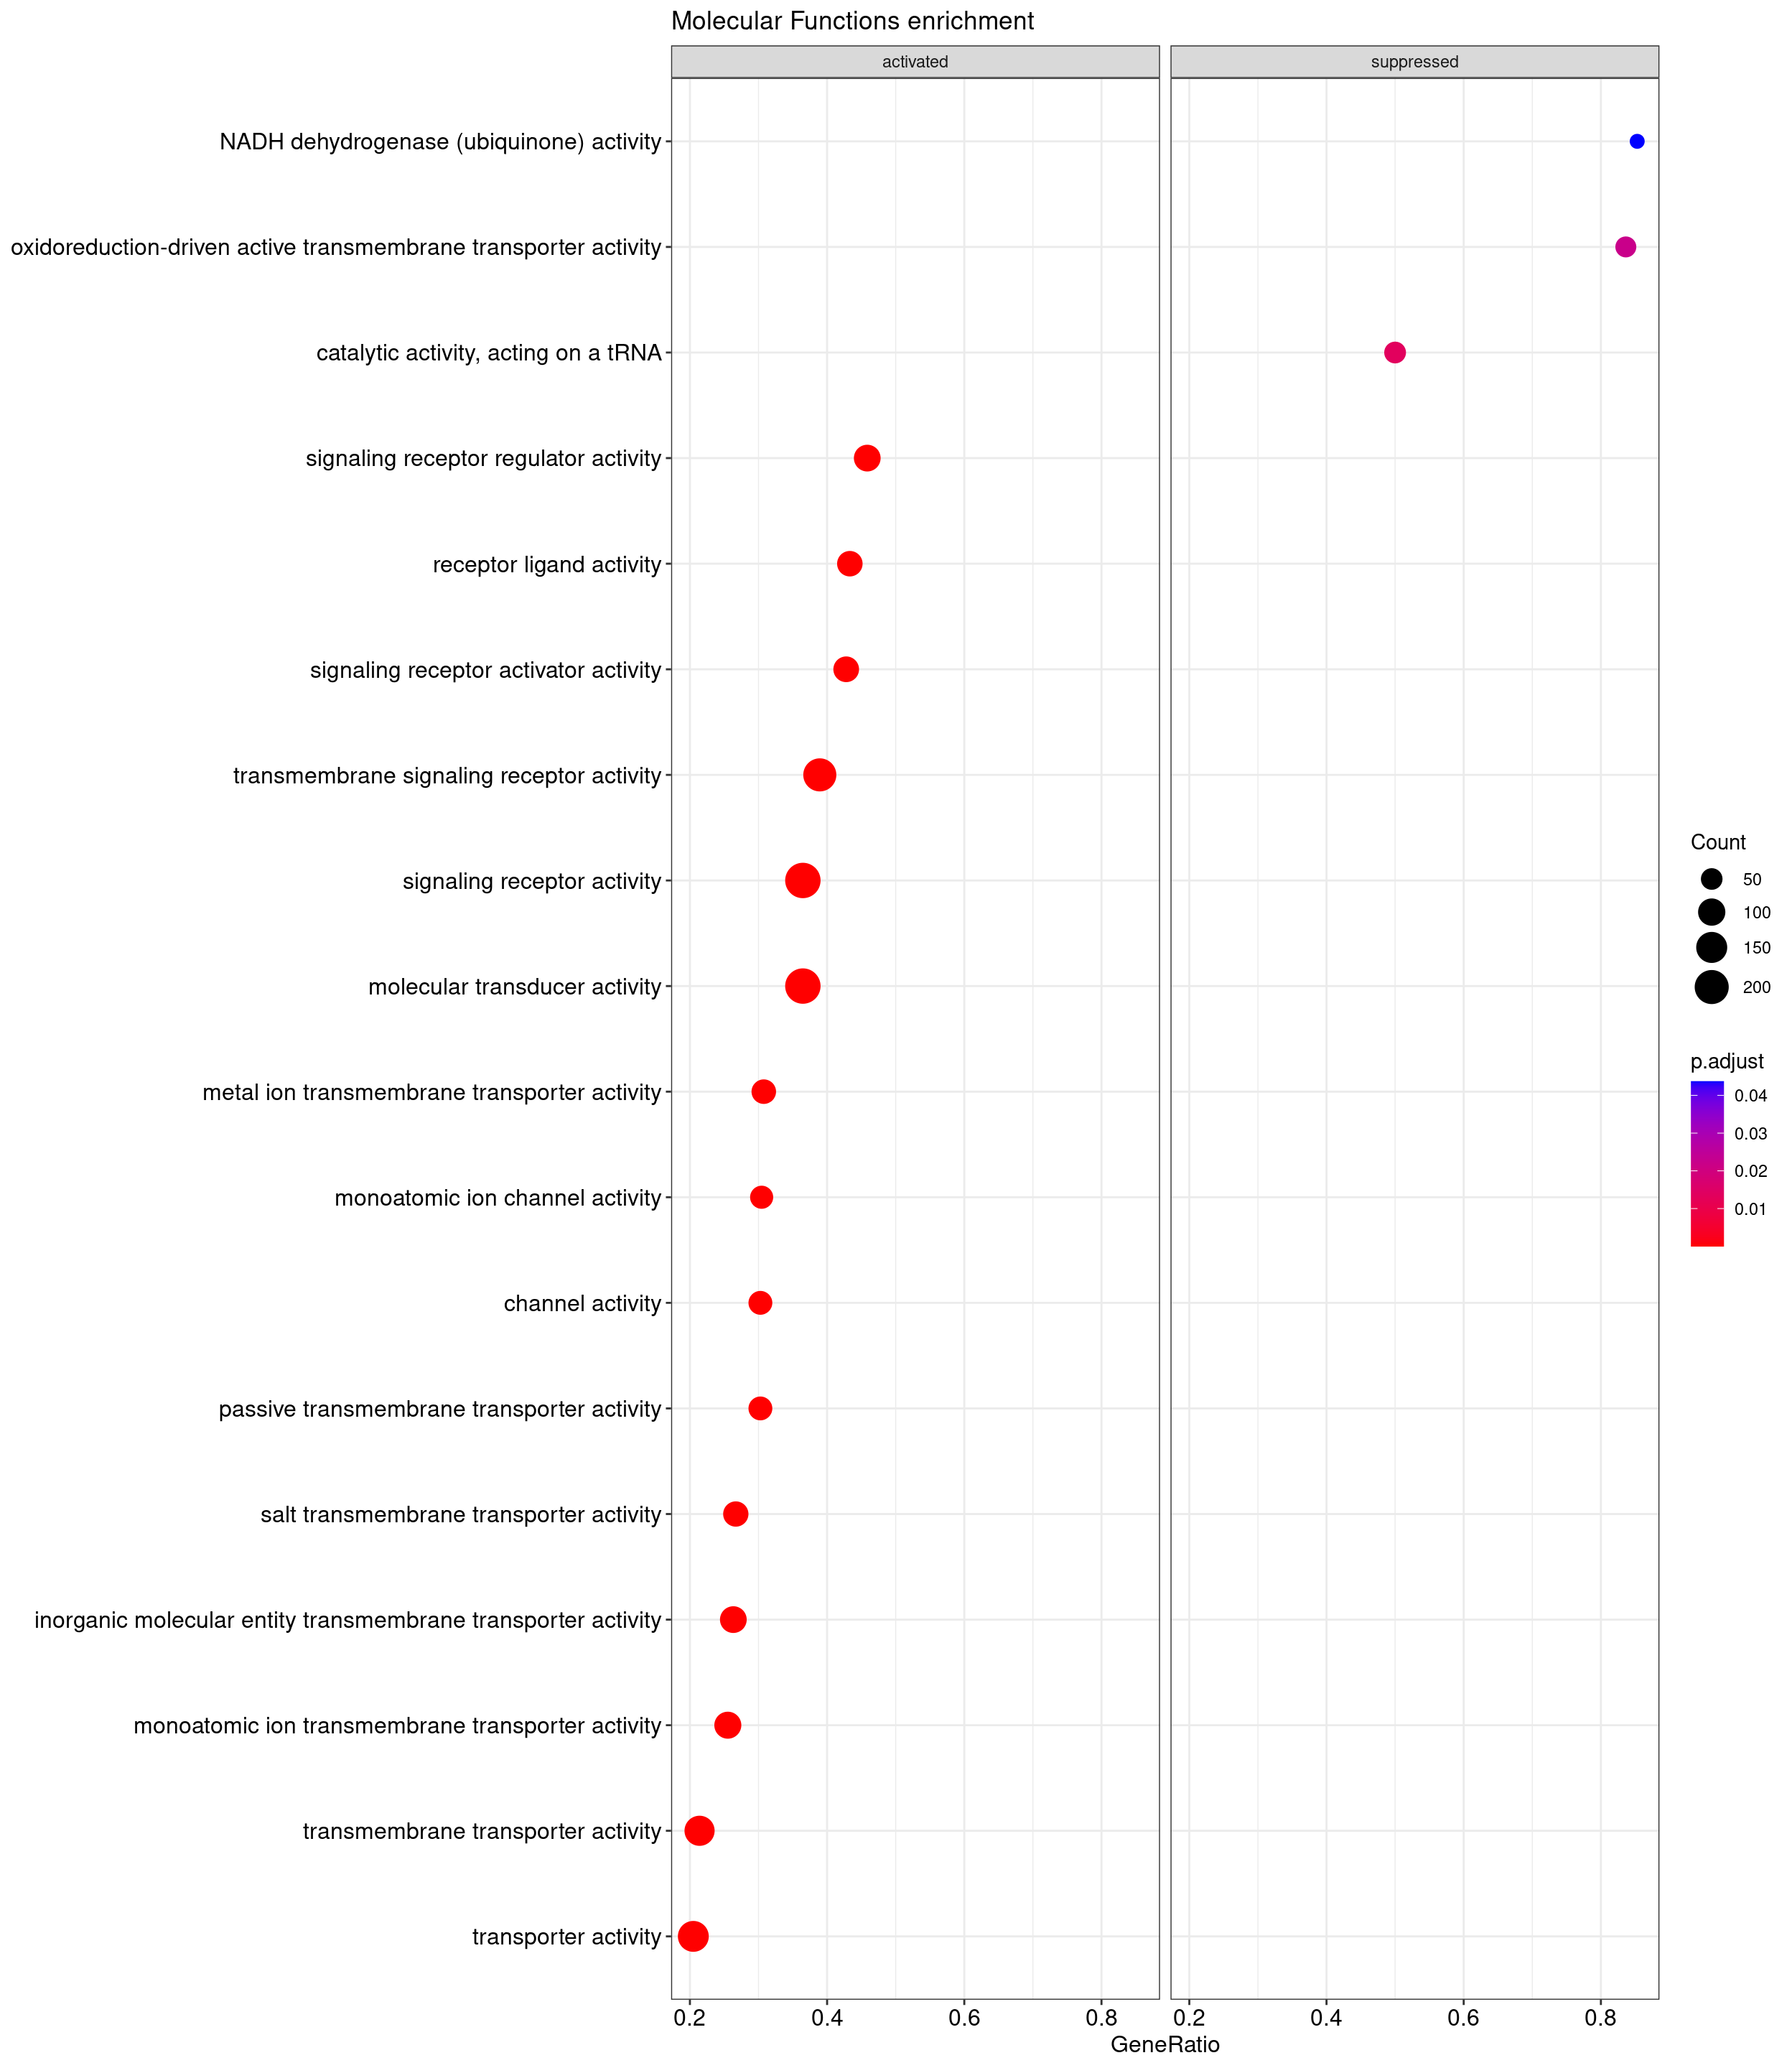 Molecular Functions enrichment
activated
suppressed
NADH dehydrogenase (ubiquinone) activity
oxidoreduction-driven active transmembrane transporter activity
catalytic activity, acting on a tRNA
signaling receptor regulator activity
receptor ligand activity
signaling receptor activator activity
transmembrane signaling receptor activity
signaling receptor activity
molecular transducer activity
metal ion transmembrane transporter activity
monoatomic ion channel activity
channel activity
passive transmembrane transporter activity
salt transmembrane transporter activity
inorganic molecular entity transmembrane transporter activity
monoatomic ion transmembrane transporter activity
transmembrane transporter activity
transporter activity
0.2 0.4 0.6 0.8
0.2 0.4 0.6 0.8
GeneRatio
Count
50
100
150
200
p.adjust
0.04
0.03
0.02
0.01